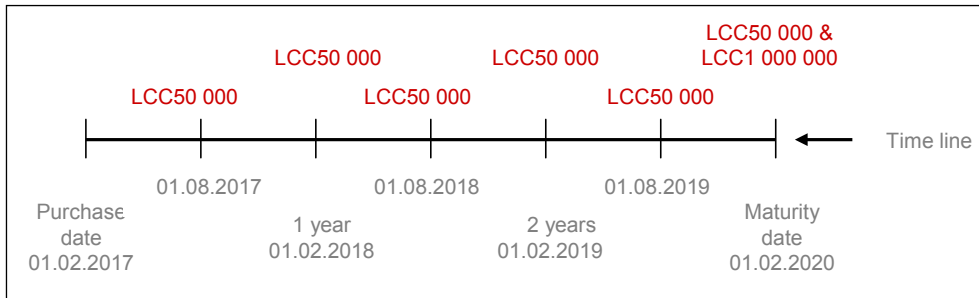 LCC50 000 &
LCC50 000 LCC50 000 LCC1 000 000
LCC50 000 LCC50 000 LCC50 000
Time line
01.08.2017 01.08.2018 01.08.2019
Purchase Maturity
date 1 year 2 years date
01.02.2017 01.02.2018 01.02.2019 01.02.2020